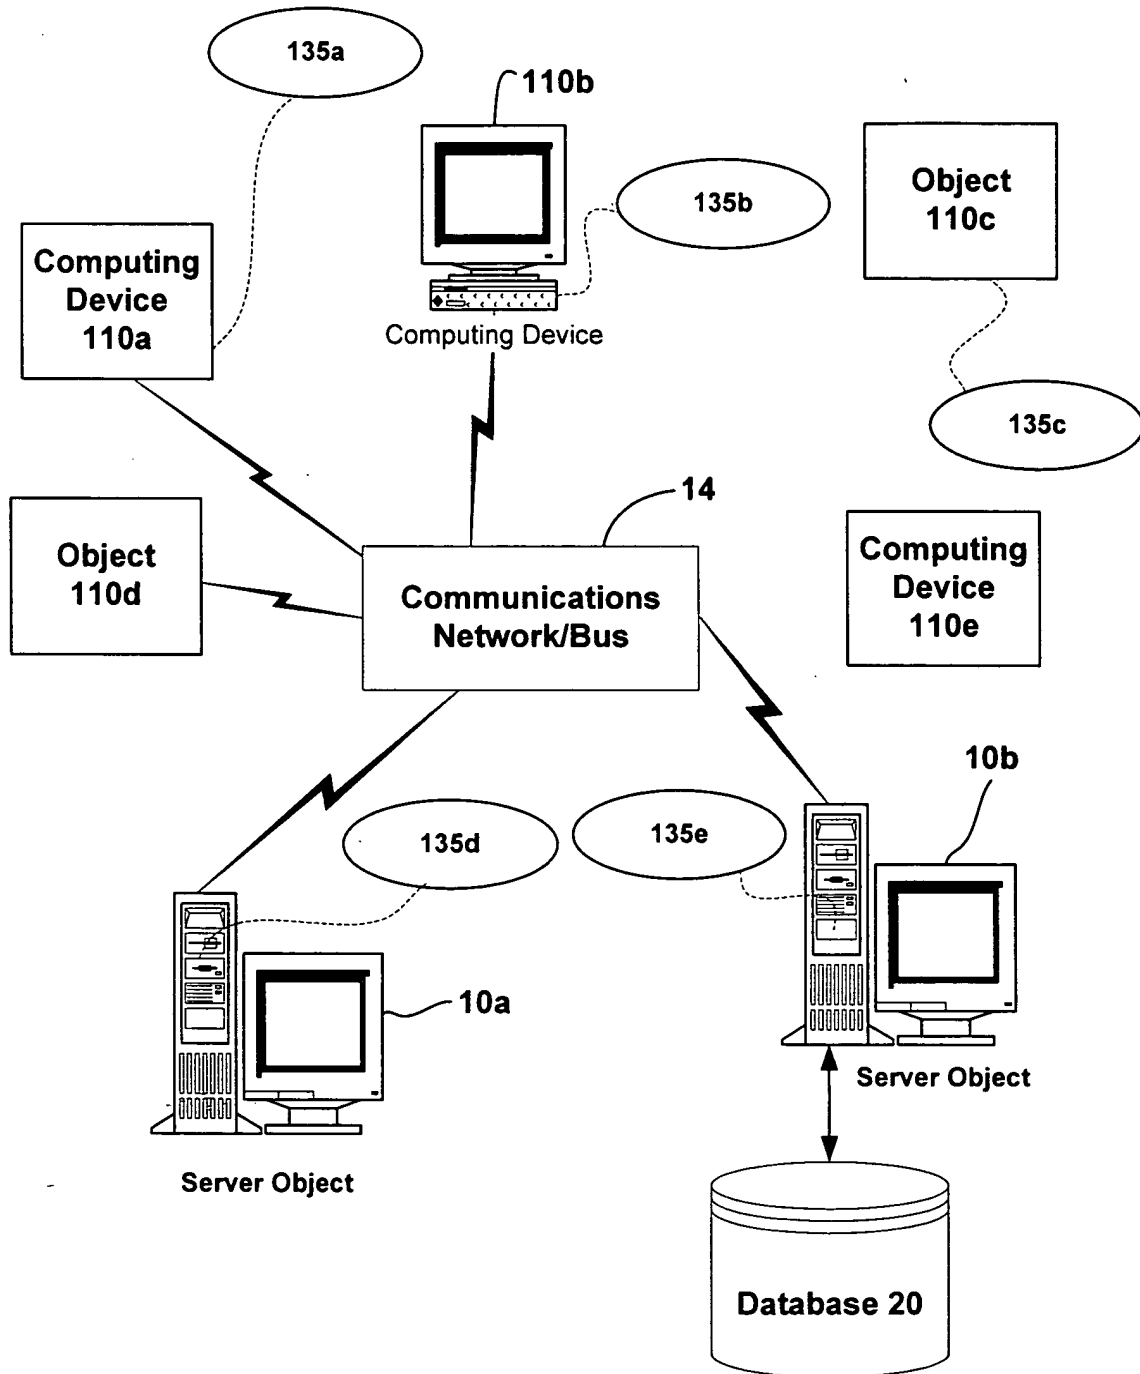 135a
110b
135b
Object
110c
Computing
Device
110a
Computing Device
135c
14
Object
110d
Communications
Network/Bus
Computing
Device
110e
10b
135d
135e
10a
Server Object
Server Object
Database 20